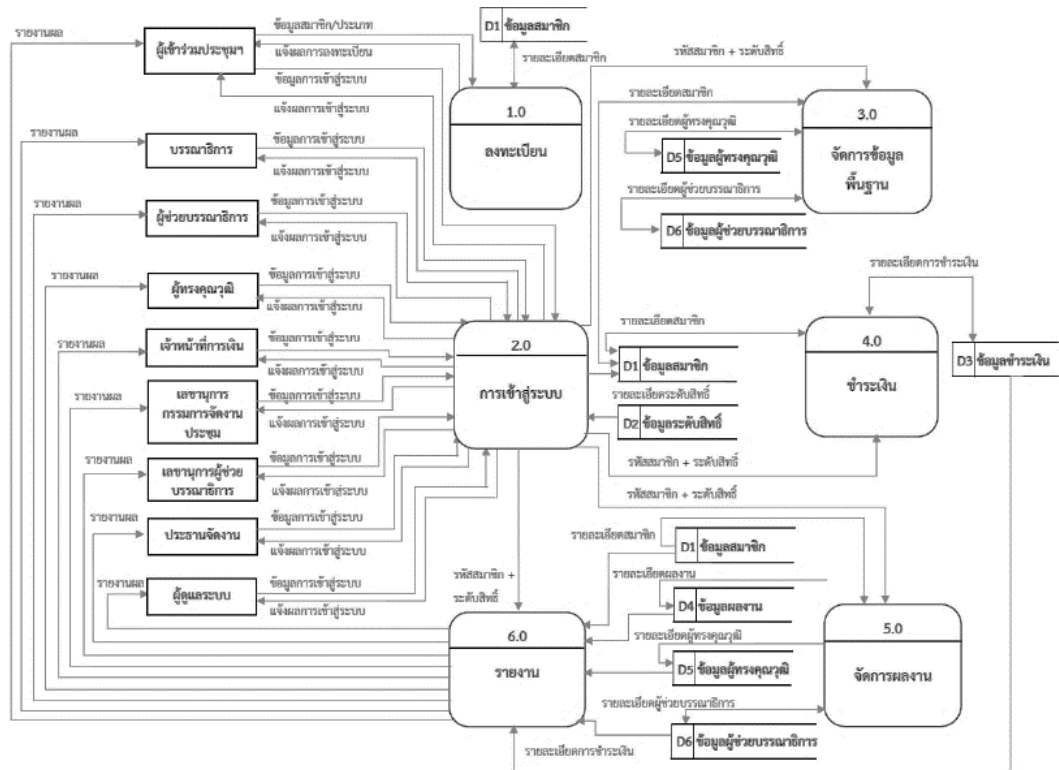 รายงานผล
ผู้เข้าร่วมประชุมฯ
ข้อมูลสมาชิก/ประเภท
แจ้งผลการลงทะเบียน
ข้อมูลการเข้าสู่ระบบ
แจ้งผลการเข้าสู่ระบบ
D1 ข้อมูลสมาชิก
รายละเอียดสมาชิก
1.0
ลงทะเบียน
รหัสสมาชิก + ระดับสิทธิ์
รายละเอียดสมาชิก
รายละเอียดผู้ทรงคุณวุฒิ
D5 ข้อมูลผู้ทรงคุณวุฒิ
รายละเอียดผู้ช่วยบรรณาธิการ
D6 ข้อมูลผู้ช่วยบรรณาธิการ
3.0
จัดการข้อมูล
พื้นฐาน
รายงานผล
บรรณาธิการ
ข้อมูลการเข้าสู่ระบบ
แจ้งผลการเข้าสู่ระบบ
รายงานผล
ผู้ช่วยบรรณาธิการ
ข้อมูลการเข้าสู่ระบบ
แจ้งผลการเข้าสู่ระบบ
รายงานผล
ผู้ทรงคุณวุฒิ
ข้อมูลการเข้าสู่ระบบ
แจ้งผลการเข้าสู่ระบบ
รายงานผล
เจ้าหน้าที่การเงิน
ข้อมูลการเข้าสู่ระบบ
แจ้งผลการเข้าสู่ระบบ
รายงานผล
เลขานุการ
กรรมการจัดงาน
ประชุม
ข้อมูลการเข้าสู่ระบบ
แจ้งผลการเข้าสู่ระบบ
รายงานผล
เลขานุการผู้ช่วย
บรรณาธิการ
ข้อมูลการเข้าสู่ระบบ
แจ้งผลการเข้าสู่ระบบ
รายงานผล
ประธานจัดงาน
ข้อมูลการเข้าสู่ระบบ
แจ้งผลการเข้าสู่ระบบ
รายงานผล
ผู้ดูแลระบบ
ข้อมูลการเข้าสู่ระบบ
แจ้งผลการเข้าสู่ระบบ
2.0
การเข้าสู่ระบบ
รายละเอียดสมาชิก
D1 ข้อมูลสมาชิก
รายละเอียดระดับสิทธิ์
D2 ข้อมูลระดับสิทธิ์
รหัสสมาชิก + ระดับสิทธิ์
รหัสสมาชิก + ระดับสิทธิ์
รายละเอียดการชำระเงิน
4.0
ชำระเงิน
D3 ข้อมูลชำระเงิน
รหัสสมาชิก +
ระดับสิทธิ์
6.0
รายงาน
รายละเอียดสมาชิก
D1 ข้อมูลสมาชิก
รายละเอียดผลงาน
D4 ข้อมูลผลงาน
รายละเอียดผู้ทรงคุณวุฒิ
D5 ข้อมูลผู้ทรงคุณวุฒิ
รายละเอียดผู้ช่วยบรรณาธิการ
D6 ข้อมูลผู้ช่วยบรรณาธิการ
5.0
จัดการผลงาน
รายละเอียดการชำระเงิน